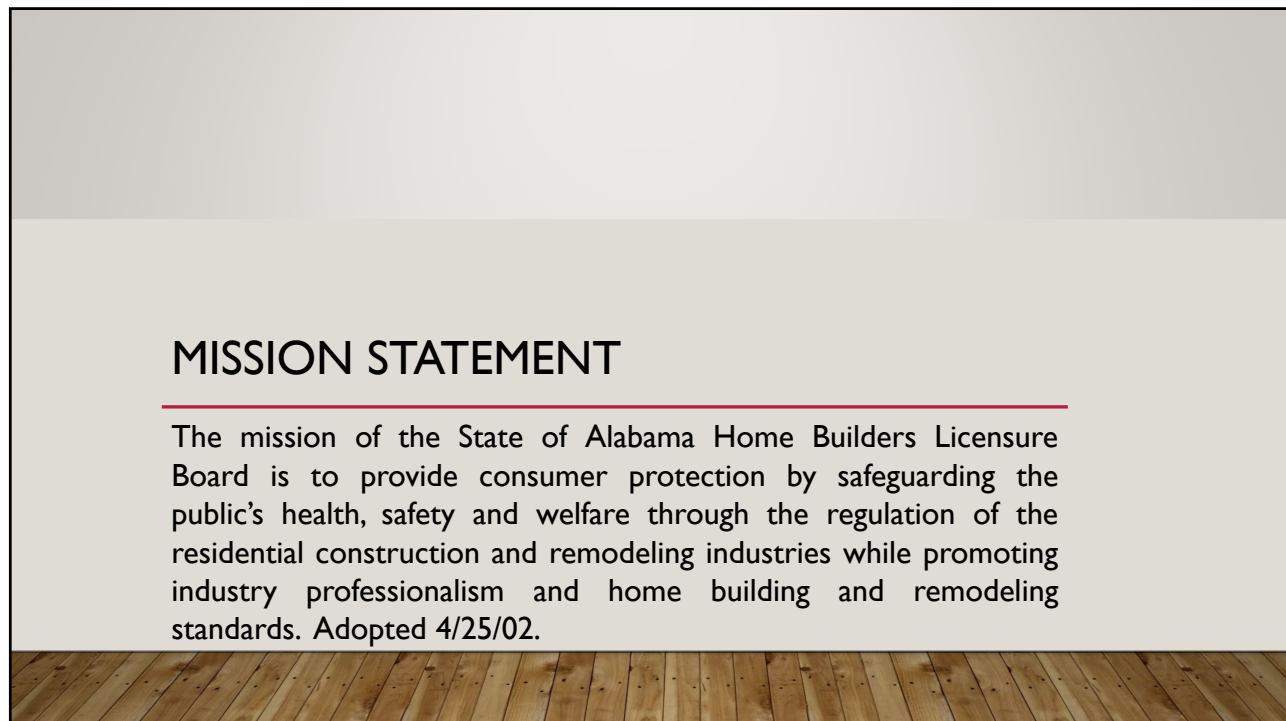 MISSION STATEMENT
The mission of the State of Alabama Home Builders Licensure
Board is to provide consumer protection by safeguarding the
public’s health, safety and welfare through the regulation of the
residential construction and remodeling industries while promoting
industry professionalism and home building and remodeling
standards. Adopted 4/25/02.